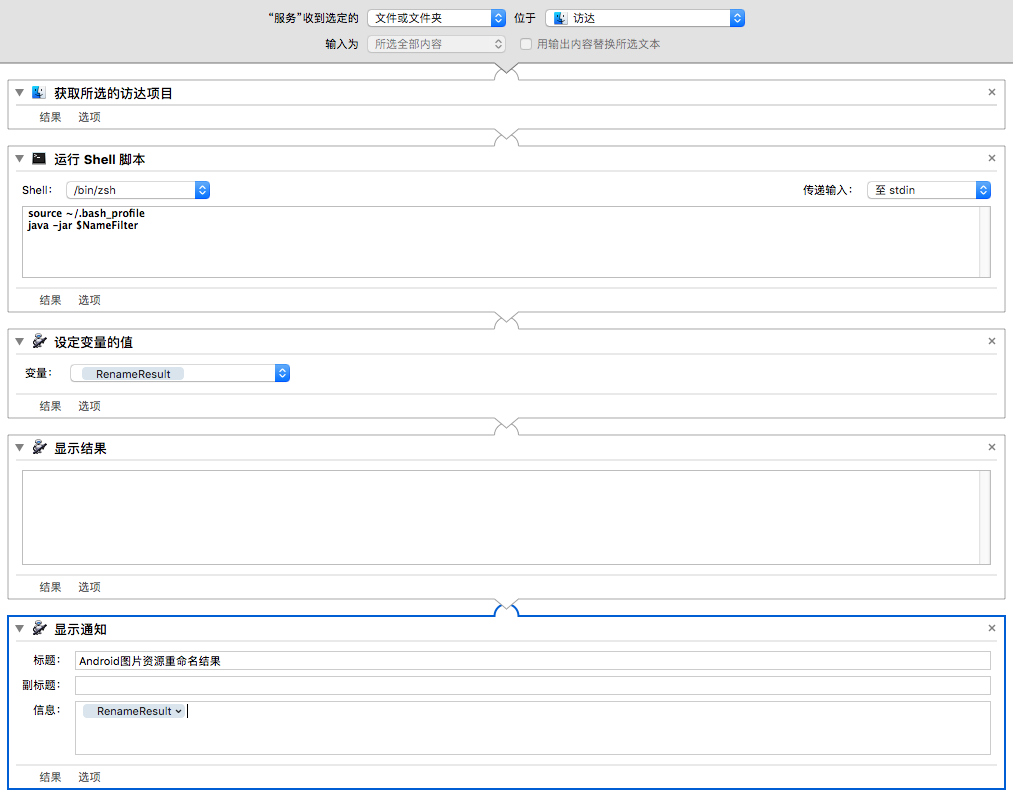 “服务”收到选定的 文件或文件夹 位于 访达
输入为 所选全部内容 用输出内容替换所选文本
获取所选的访达项目
结果 选项
运行 Shell 脚本
Shell: /bin/zsh 传递输入: 至 stdin
source ~/.bash_profile
java -jar $NameFilter
结果 选项
设定变量的值
变量: RenameResult
结果 选项
显示结果
结果 选项
显示通知
标题: Android图片资源重命名结果
副标题:
信息: RenameResult
结果 选项